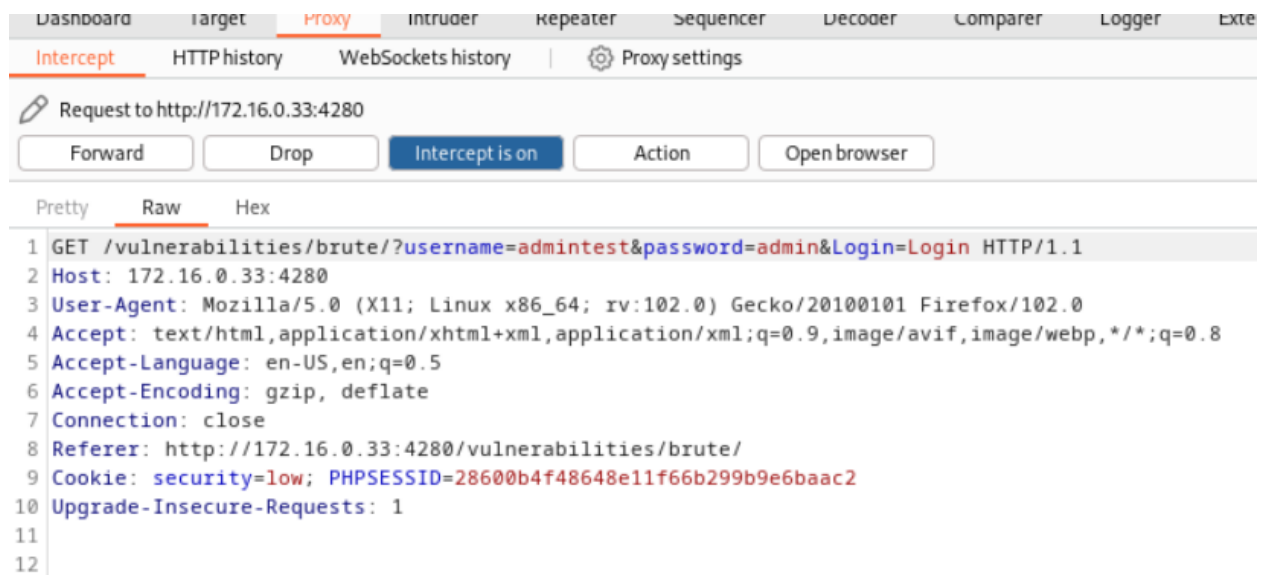 Dashboard Target Proxy Intruder Repeater Sequencer Decoder Comparer Logger Exte
Intercept HTTP history WebSockets history Proxy settings
Request to http://172.16.0.33:4280
Forward Drop Intercept is on Action Open browser
Pretty Raw Hex
1 GET /vulnerabilities/brute/?username=admintest&password=admin&Login=Login HTTP/1.1
2 Host: 172.16.0.33:4280
3 User-Agent: Mozilla/5.0 (X11; Linux x86_64; rv:102.0) Gecko/20100101 Firefox/102.0
4 Accept: text/html,application/xhtml+xml,application/xml;q=0.9,image/avif,image/webp,*/*;q=0.8
5 Accept-Language: en-US,en;q=0.5
6 Accept-Encoding: gzip, deflate
7 Connection: close
8 Referer: http://172.16.0.33:4280/vulnerabilities/brute/
9 Cookie: security=low; PHPSESSID=28600b4f48648e11f66b299b9e6baac2
10 Upgrade-Insecure-Requests: 1
11
12